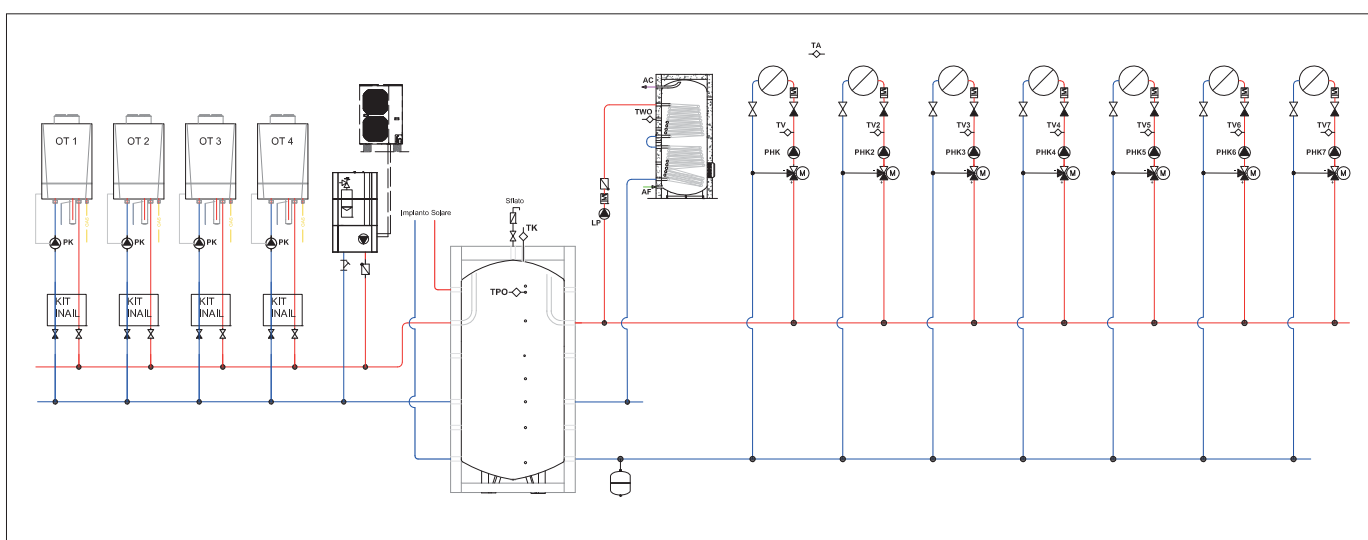 TA
AC
TWO
AF
LP
OT 1
OT 2
OT 3
OT 4
PK
PK
PK
PK
KIT
INAIL
KIT
INAIL
KIT
INAIL
KIT
INAIL
Implanto Solare
Sfiato
TK
TPO
TV
TV2
TV3
TV4
TV5
TV6
TV7
PHK
PHK2
PHK3
PHK4
PHK5
PHK6
PHK7
M
M
M
M
M
M
M